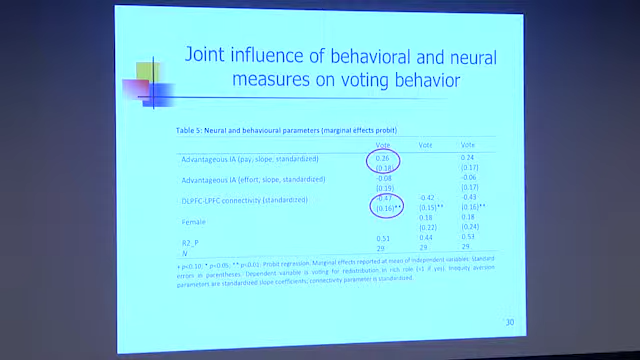 Joint influence of behavioral and neural
measures on voting behavior
Table 5: Neural and behavioural parameters (marginal effects probit)
Vote Vote Vote
Advantageous IA (pay, slope, standardized) 0.26 0.24
(0.18) (0.17)
Advantageous IA (effort, slope, standardized) -0.08 -0.06
(0.19) (0.17)
DLPFC-LPFC connectivity (standardized) -0.47 -0.42 -0.43
(0.16)** (0.15)** (0.16)**
Female 0.18 0.18
(0.22) (0.24)
R2_P 0.51 0.44 0.53
N 29 29 29
+ p<0.10; * p<0.05; ** p<0.01. Probit regression. Marginal effects reported at mean of independent variables. Standard
errors in parentheses. Dependent variable is voting for redistribution in rich role (=1 if yes). Inequity aversion
parameters are standardized slope coefficients; connectivity parameter is standardized.
30